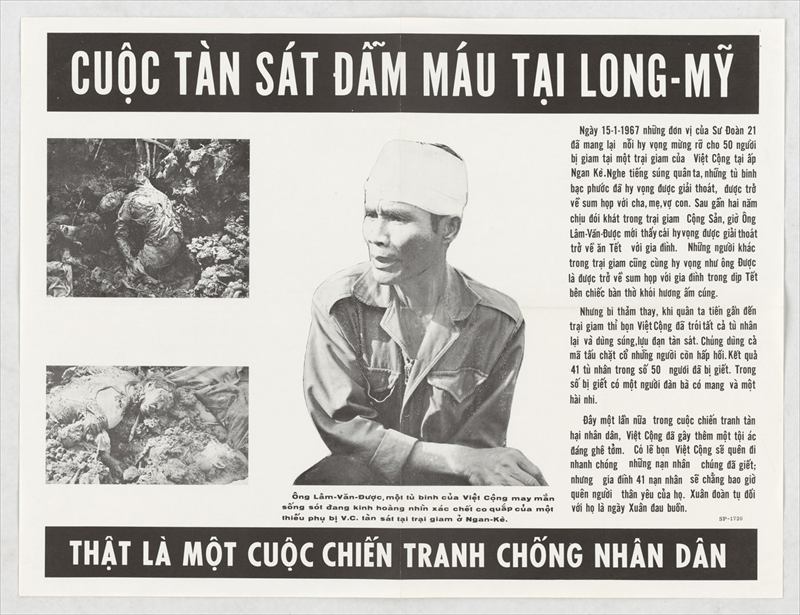 CUỘC TÀN SÁT ĐẪM MÁU TẠI LONG-MỸ
Ngày 15-1-1967 những đơn vị của Sư Đoàn 21
đã mang lại nỗi hy vọng mừng rỡ cho 50 người
bị giam tại một trại giam của Việt Cộng tại ấp
Ngan Kè. Nghe tiếng súng quân ta, những tù binh
bạc phước đã hy vọng được giải thoát, được trở
về sum họp với cha, mẹ, vợ con. Sau gần hai năm
chịu đói khát trong trại giam Cộng Sản, giờ Ông
Lâm-Văn-Được mới thấy cái hy vọng được giải thoát
trở về ăn Tết với gia đình. Những người khác
trong trại giam cũng cùng hy vọng như ông Được
là được trở về sum họp với gia đình trong dịp Tết
bên chiếc bàn thờ khói hương ấm cúng.
Nhưng bi thảm thay, khi quân ta tiến gần đến
trại giam thì bọn Việt Cộng đã trói tất cả tù nhân
lại và dùng súng, lựu đạn tàn sát. Chúng dùng cả
mã tấu chặt cổ những người còn hấp hối. Kết quả
41 tù nhân trong số 50 người đã bị giết. Trong
số bị giết có một người đàn bà có mang và một
hài nhi.
Đây một lần nữa trong cuộc chiến tranh tàn
hại nhân dân, Việt Cộng đã gây thêm một tội ác
đáng ghê tởm. Có lẽ bọn Việt Cộng sẽ quên đi
nhanh chóng những nạn nhân chúng đã giết;
nhưng gia đình 41 nạn nhân sẽ chẳng bao giờ
quên người thân yêu của họ. Xuân đoàn tụ đối
với họ là ngày Xuân đau buồn.
SP-1720
Ông Lâm-Văn-Được, một tù binh của Việt Cộng may mắn
sống sót đang kinh hoàng nhìn xác chết co quắp của một
thiếu phụ bị V.C. tàn sát tại trại giam ở Ngan-Kè.
THẬT LÀ MỘT CUỘC CHIẾN TRANH CHỐNG NHÂN DÂN